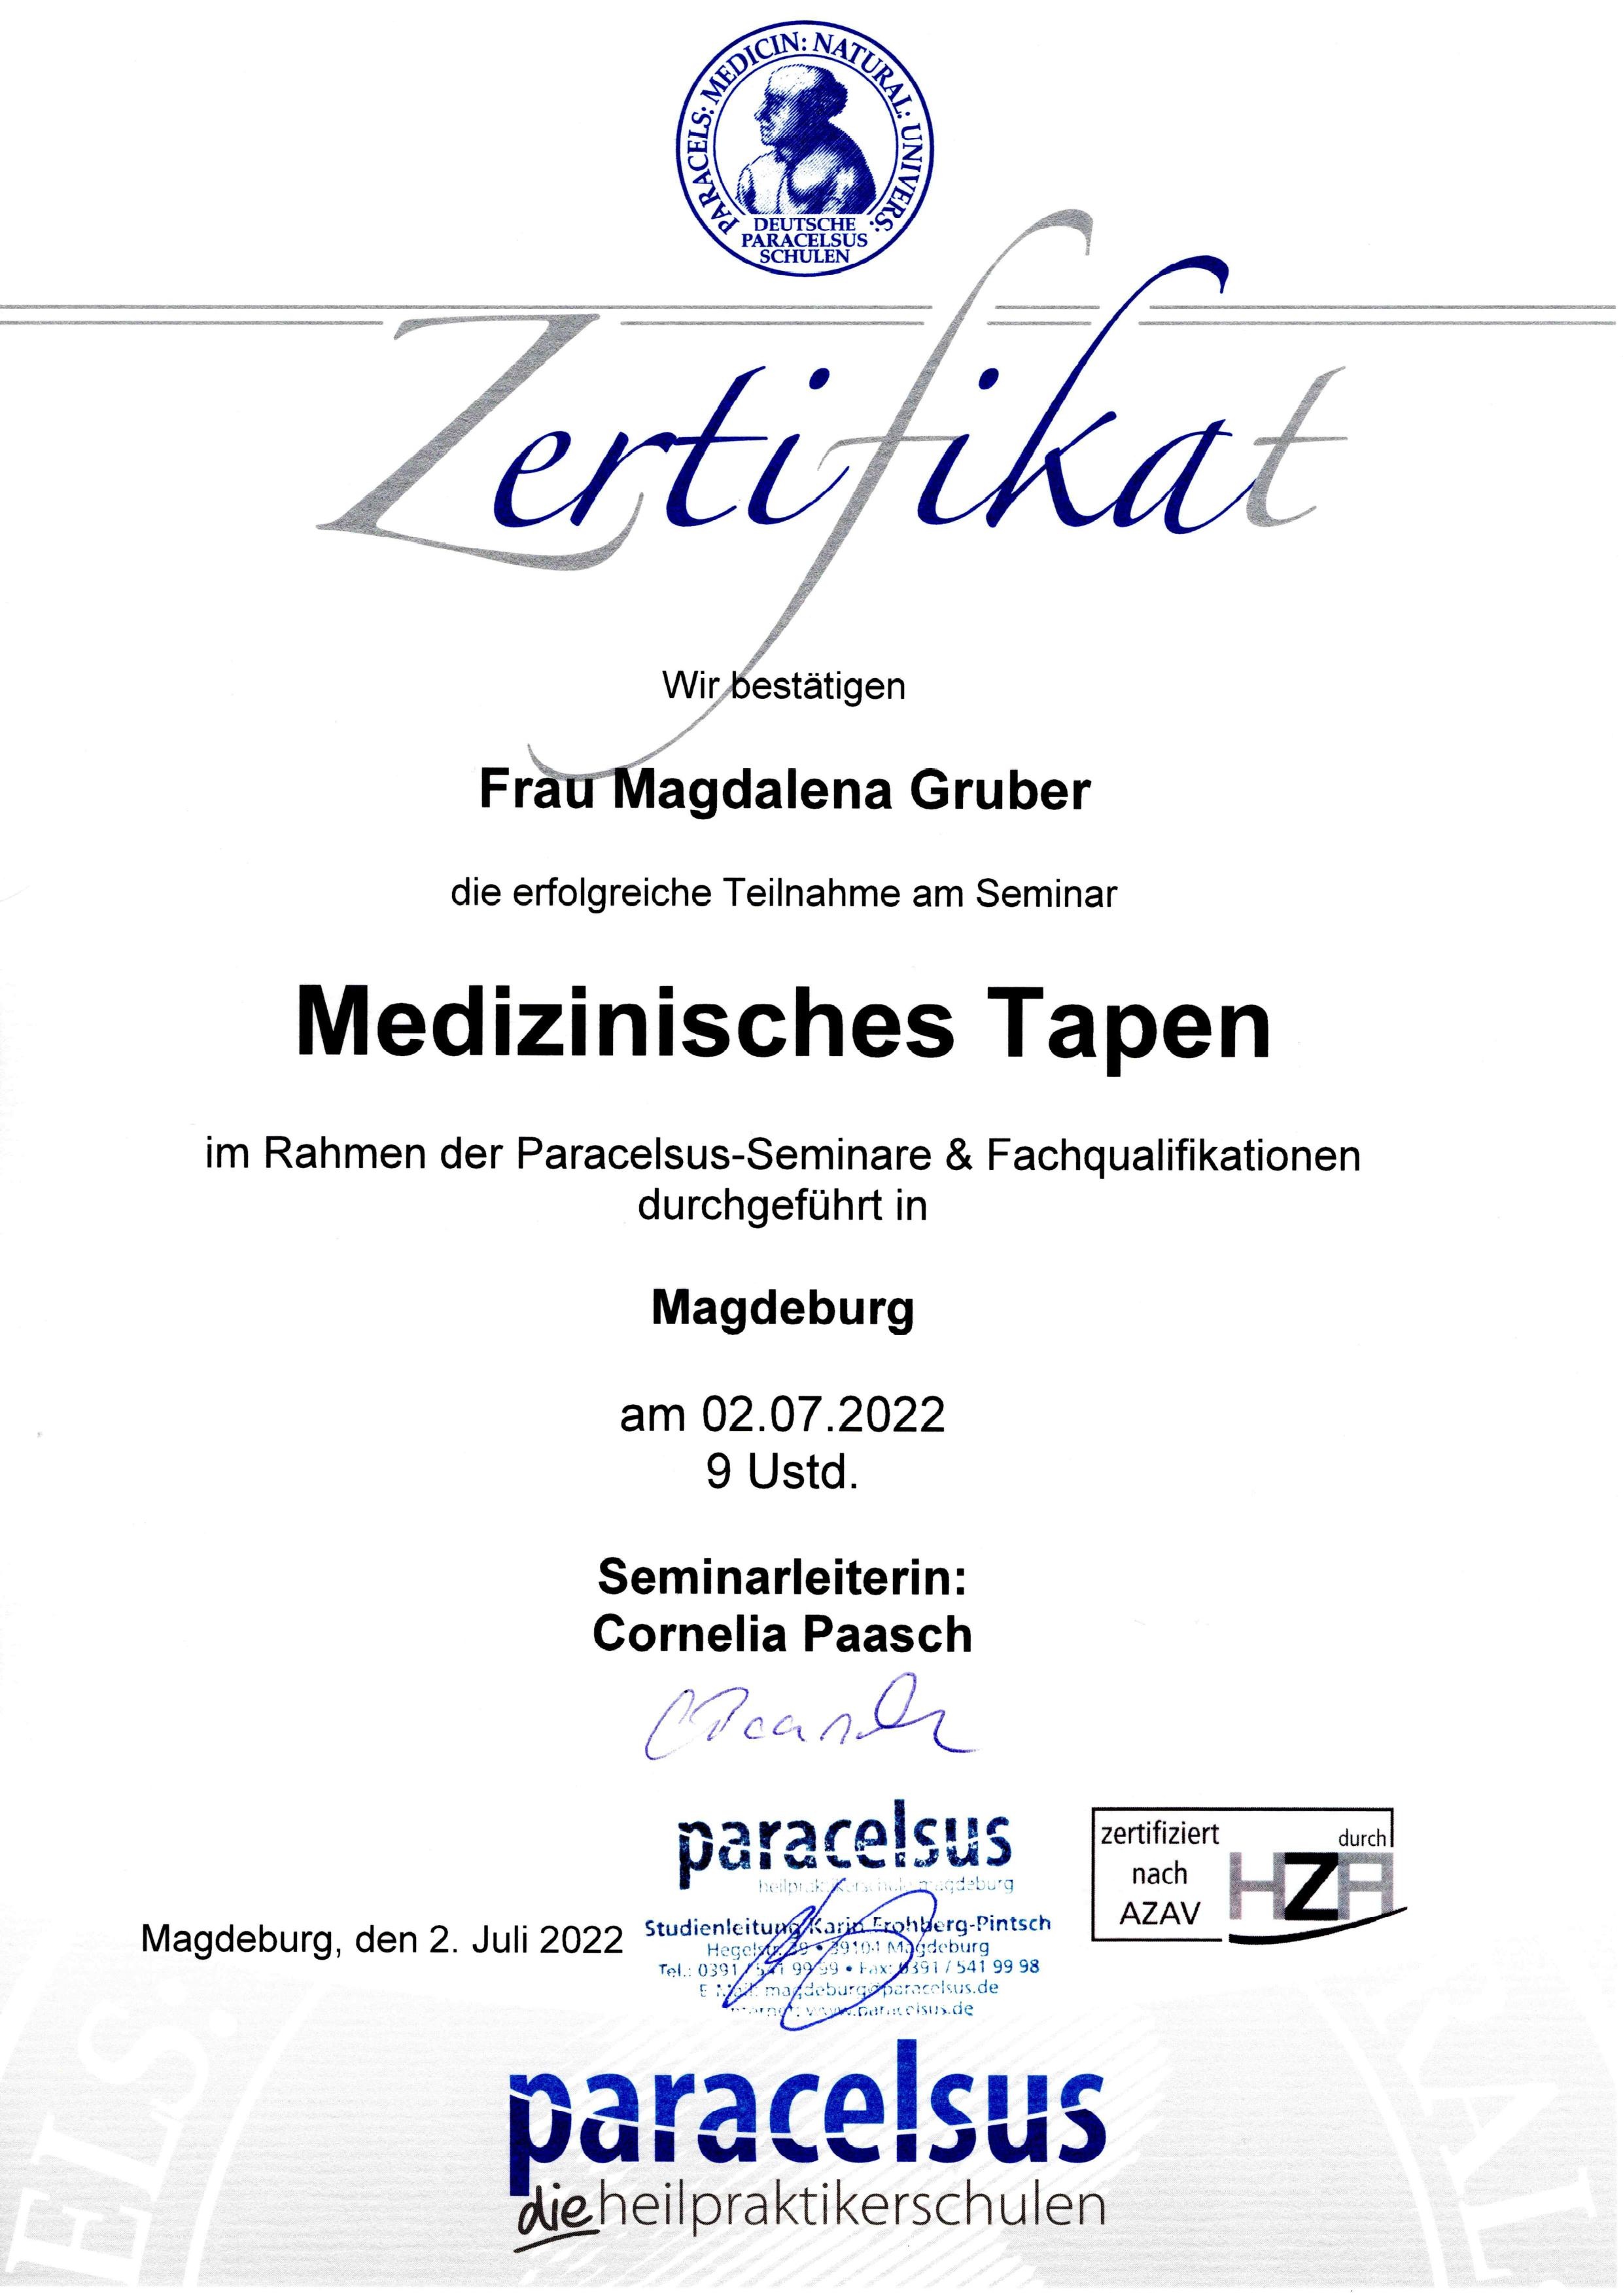 PARACELS: MEDICIN: NATURAL: UNIVERS:
DEUTSCHE
PARACELSUS
SCHULEN
Zertifikat
Wir bestätigen
Frau Magdalena Gruber
die erfolgreiche Teilnahme am Seminar
Medizinisches Tapen
im Rahmen der Paracelsus-Seminare & Fachqualifikationen
durchgeführt in
Magdeburg
am 02.07.2022
9 Ustd.
Seminarleiterin:
Cornelia Paasch
CPaasch
paracelsus
heilpraktikerschule magdeburg
Magdeburg, den 2. Juli 2022
Studienleitung Karin Frohberg-Pintsch
Hegelstr. 39 • 39104 Magdeburg
Tel.: 0391 / 541 99 99 • Fax: 0391 / 541 99 98
E-Mail: magdeburg@paracelsus.de
Internet: www.paracelsus.de
zertifiziert durch
nach HZA
AZAV
paracelsus
dieheilpraktikerschulen